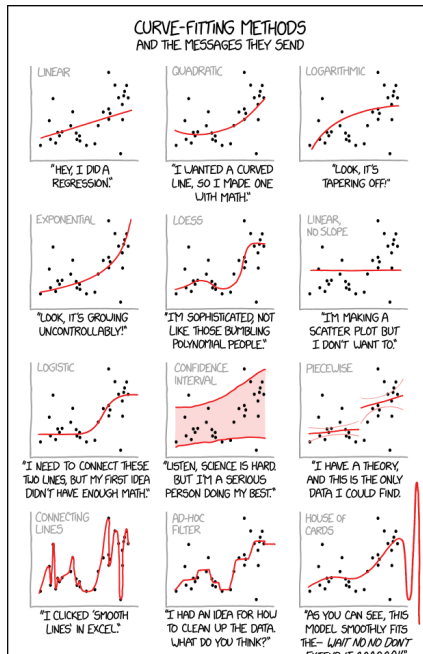 CURVE-FITTING METHODS
AND THE MESSAGES THEY SEND
LINEAR
"HEY, I DID A
REGRESSION."
QUADRATIC
"I WANTED A CURVED
LINE, SO I MADE ONE
WITH MATH."
LOGARITHMIC
"LOOK, IT'S
TAPERING OFF!"
EXPONENTIAL
"LOOK, IT'S GROWING
UNCONTROLLABLY!"
LOESS
"I'M SOPHISTICATED, NOT
LIKE THOSE BUMBLING
POLYNOMIAL PEOPLE."
LINEAR,
NO SLOPE
"I'M MAKING A
SCATTER PLOT BUT
I DON'T WANT TO."
LOGISTIC
"I NEED TO CONNECT THESE
TWO LINES, BUT MY FIRST IDEA
DIDN'T HAVE ENOUGH MATH."
CONFIDENCE
INTERVAL
"LISTEN, SCIENCE IS HARD.
BUT I'M A SERIOUS
PERSON DOING MY BEST."
PIECEWISE
"I HAVE A THEORY,
AND THIS IS THE ONLY
DATA I COULD FIND.
CONNECTING
LINES
"I CLICKED 'SMOOTH
LINES' IN EXCEL."
AD-HOC
FILTER
"I HAD AN IDEA FOR HOW
TO CLEAN UP THE DATA.
WHAT DO YOU THINK?"
HOUSE OF
CARDS
"AS YOU CAN SEE, THIS
MODEL SMOOTHLY FITS
THE- WAIT NO NO DON'T